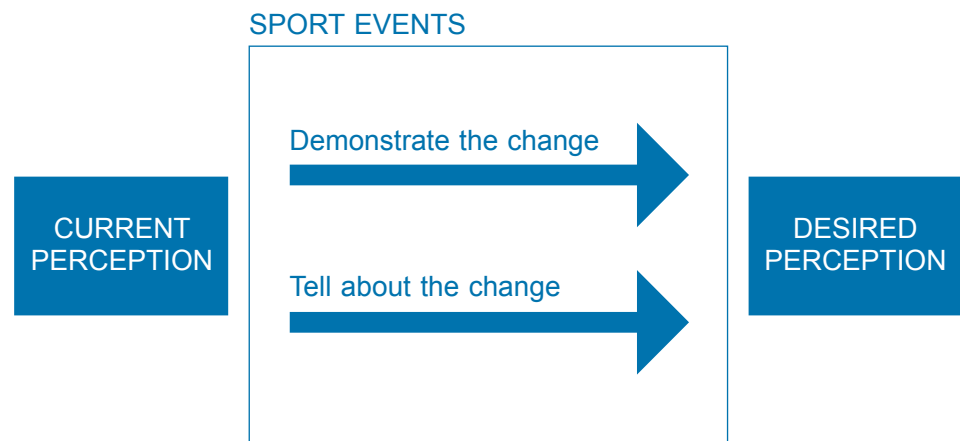 SPORT EVENTS
Demonstrate the change
CURRENT
PERCEPTION
DESIRED
PERCEPTION
Tell about the change